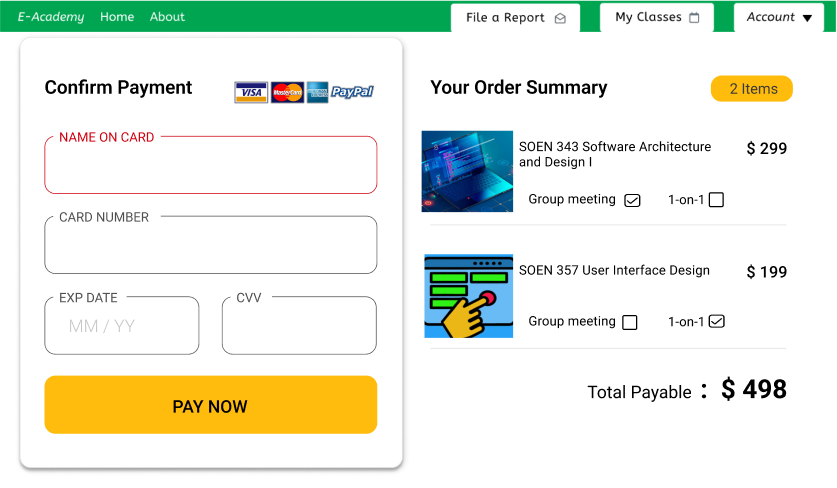 E-Academy Home About File a Report My Classes Account
Confirm Payment
VISA MasterCard PayPal
NAME ON CARD
CARD NUMBER
EXP DATE CVV
MM / YY
PAY NOW
Your Order Summary 2 Items
SOEN 343 Software Architecture $ 299
and Design I
Group meeting 1-on-1
SOEN 357 User Interface Design $ 199
Group meeting 1-on-1
Total Payable : $ 498